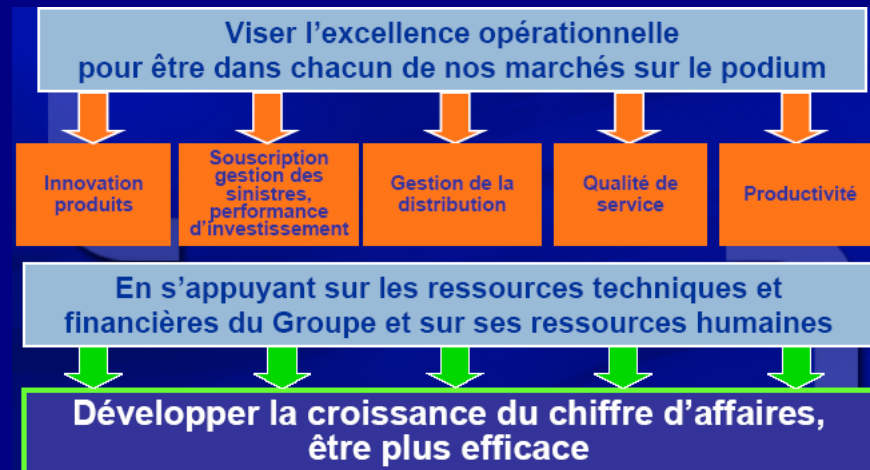 Viser l’excellence opérationnelle
pour être dans chacun de nos marchés sur le podium
Innovation
produits
Souscription
gestion des
sinistres,
performance
d’investissement
Gestion de la
distribution
Qualité de
service
Productivité
En s’appuyant sur les ressources techniques et
financières du Groupe et sur ses ressources humaines
Développer la croissance du chiffre d’affaires,
être plus efficace